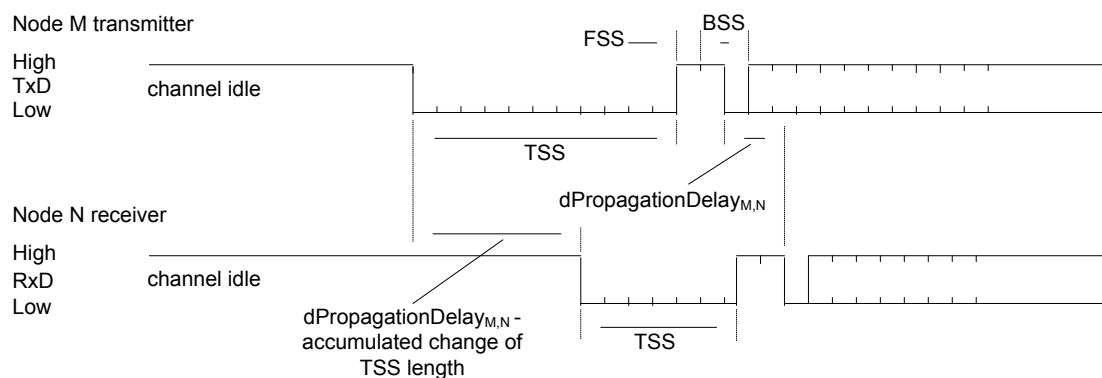 Node M transmitter
FSS
BSS
High
TxD
channel idle
Low
TSS
dPropagationDelayM,N
Node N receiver
High
RxD
channel idle
Low
dPropagationDelayM,N -
accumulated change of
TSS length
TSS